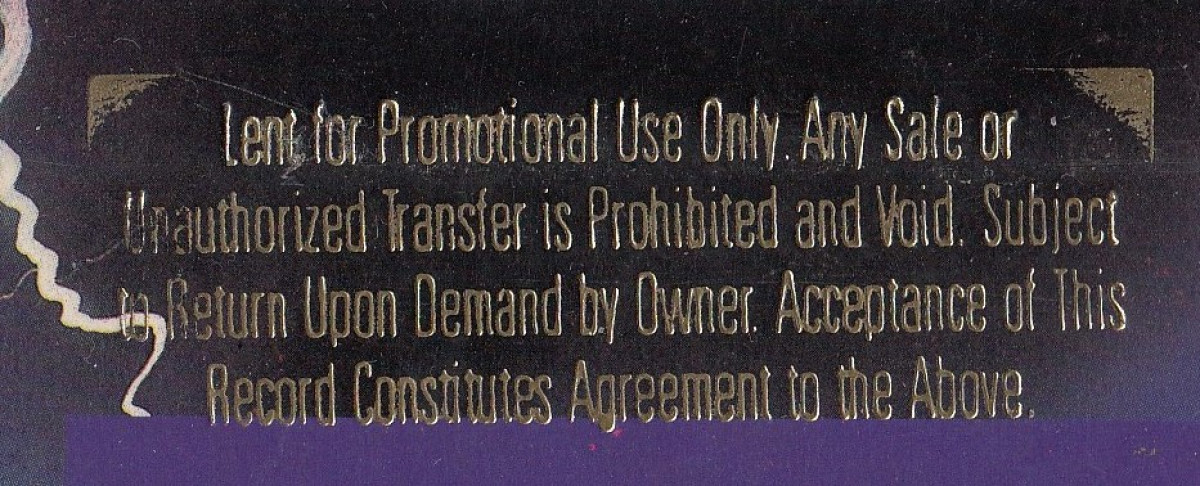 Lent for Promotional Use Only. Any Sale or
Unauthorized Transfer is Prohibited and Void. Subject
to Return Upon Demand by Owner. Acceptance of This
Record Constitutes Agreement to the Above.